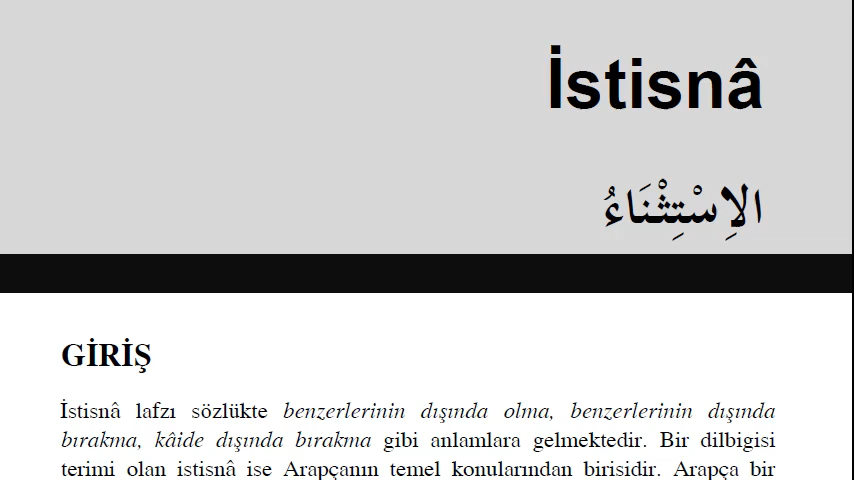 İstisnâ
الاِسْتِثْنَاءُ
GİRİŞ
İstisnâ lafzı sözlükte benzerlerinin dışında olma, benzerlerinin dışında
bırakma, kâide dışında bırakma gibi anlamlara gelmektedir. Bir dilbigisi
terimi olan istisnâ ise Arapçanın temel konularından birisidir. Arapça bir